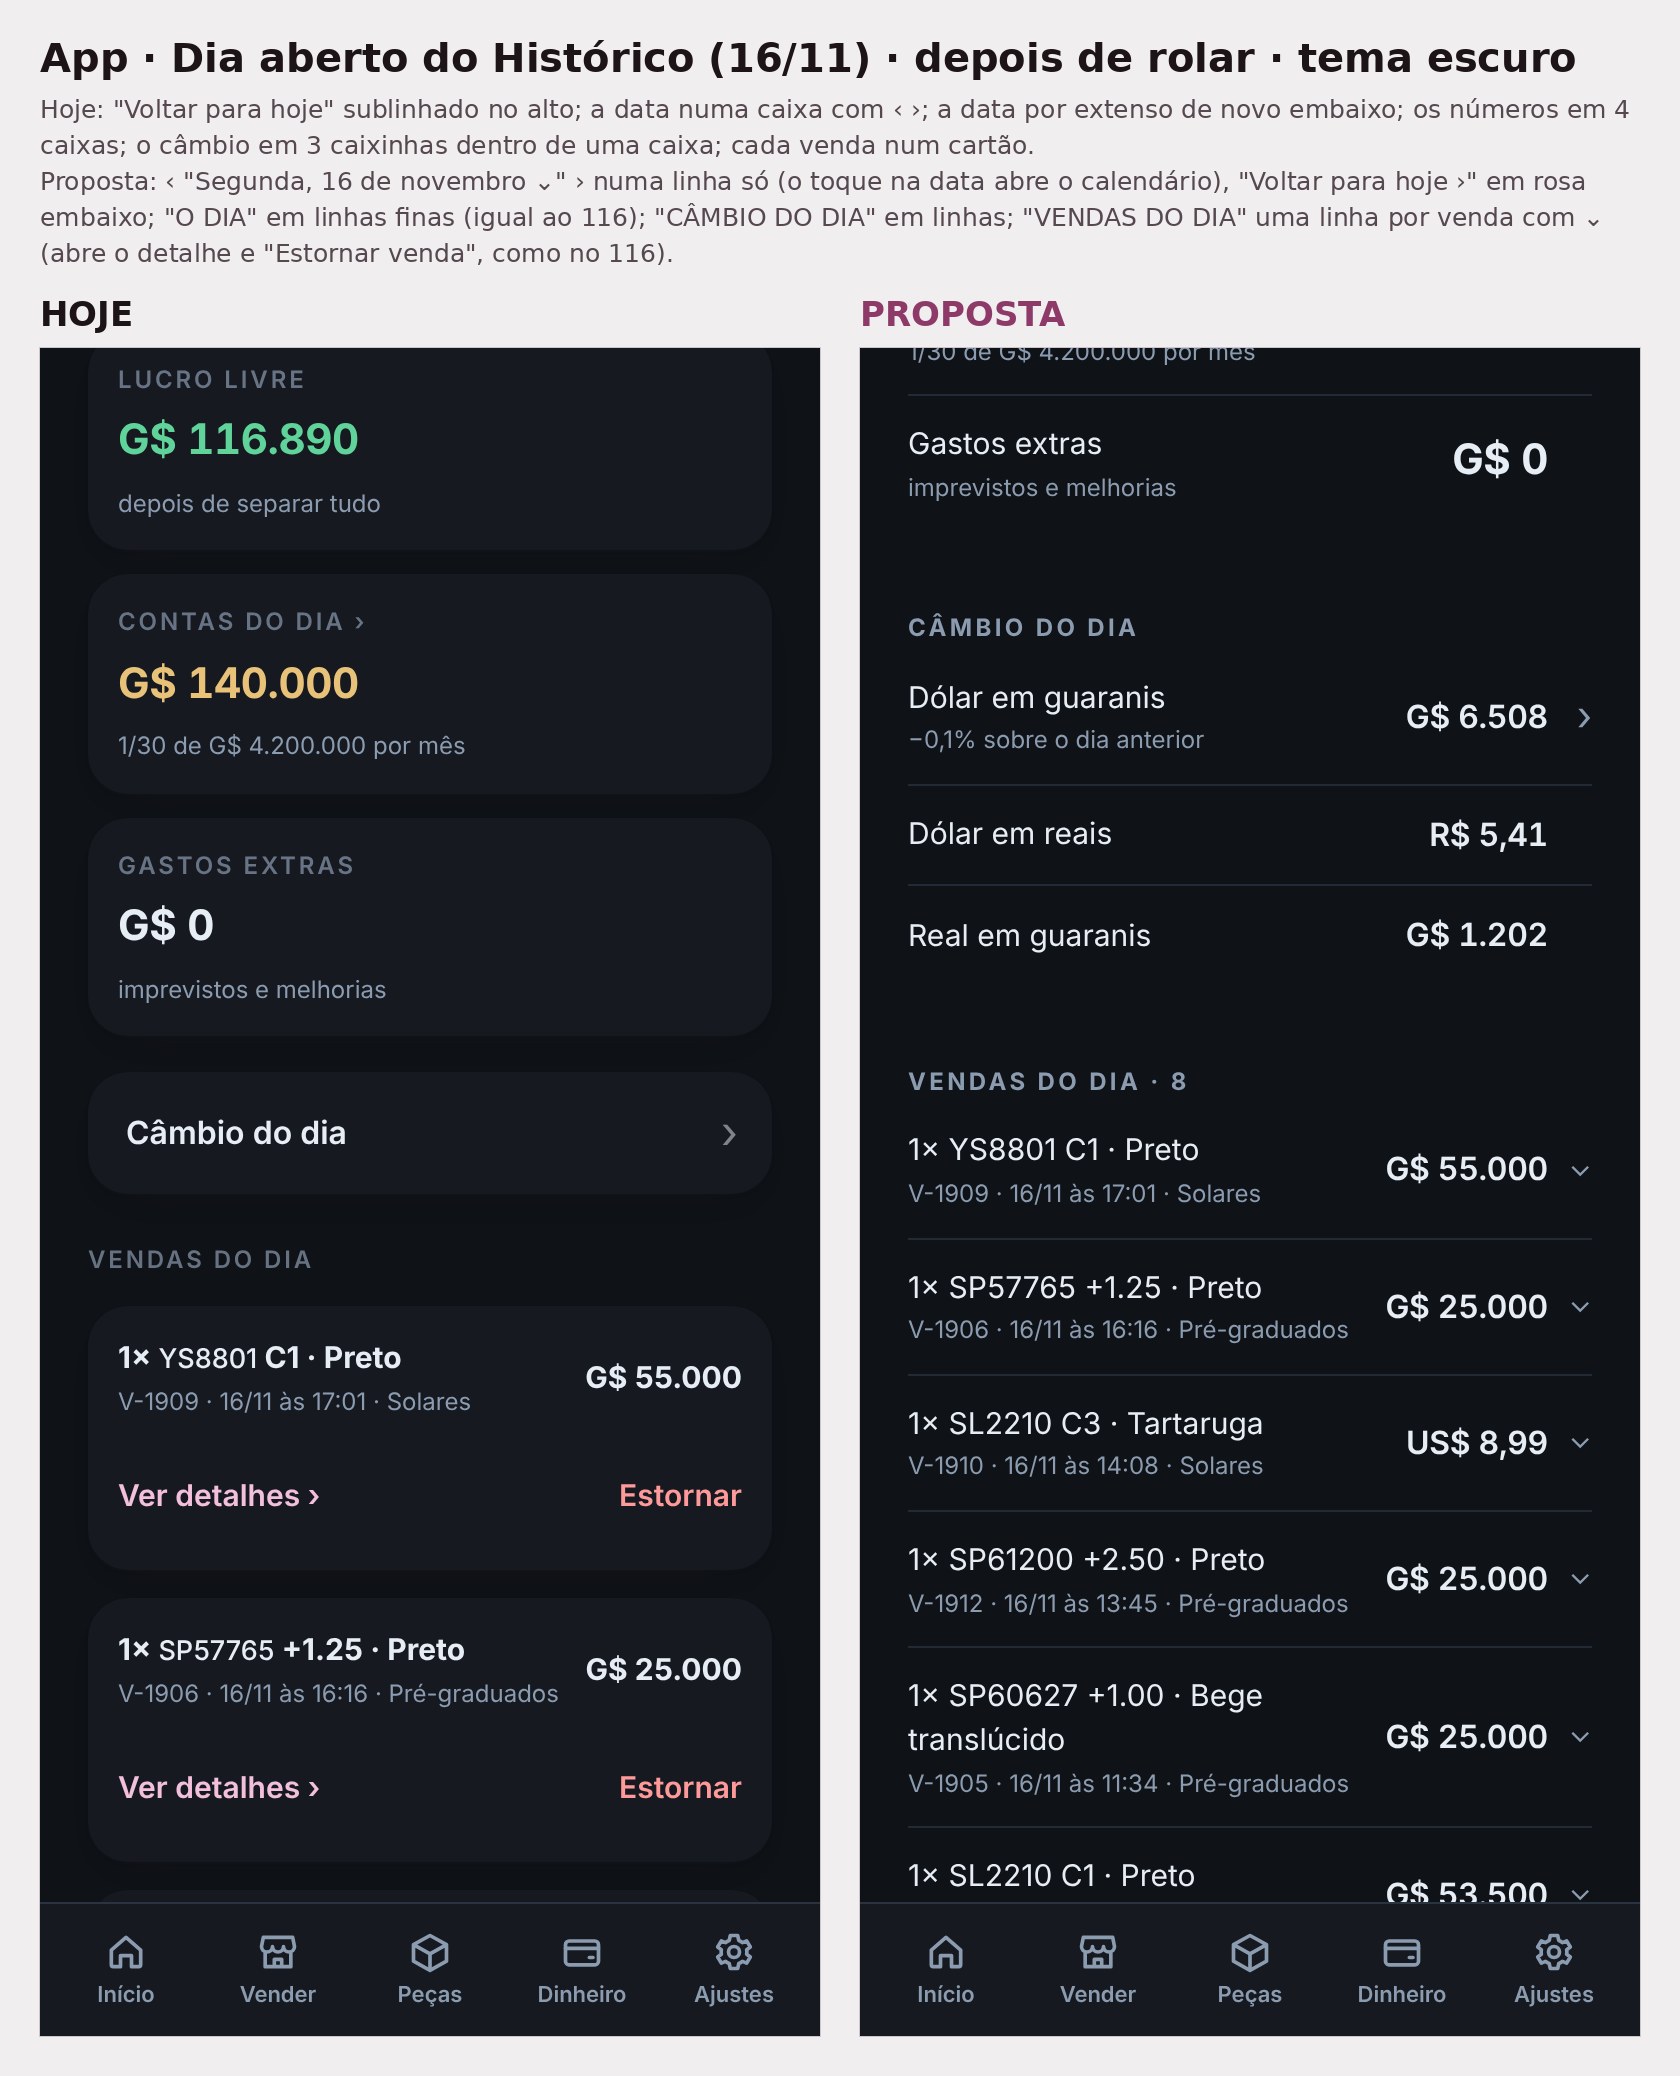 App · Dia aberto do Histórico (16/11) · depois de rolar · tema escuro
Hoje: "Voltar para hoje" sublinhado no alto; a data numa caixa com ‹ ›; a data por extenso de novo embaixo; os números em 4
caixas; o câmbio em 3 caixinhas dentro de uma caixa; cada venda num cartão.
Proposta: ‹ "Segunda, 16 de novembro ⌄" › numa linha só (o toque na data abre o calendário), "Voltar para hoje ›" em rosa
embaixo; "O DIA" em linhas finas (igual ao 116); "CÂMBIO DO DIA" em linhas; "VENDAS DO DIA" uma linha por venda com ⌄
(abre o detalhe e "Estornar venda", como no 116).
HOJE
LUCRO LIVRE
G$ 116.890
depois de separar tudo
CONTAS DO DIA ›
G$ 140.000
1/30 de G$ 4.200.000 por mês
GASTOS EXTRAS
G$ 0
imprevistos e melhorias
Câmbio do dia ›
VENDAS DO DIA
1× YS8801 C1 · Preto
G$ 55.000
V-1909 · 16/11 às 17:01 · Solares
Ver detalhes ›
Estornar
1× SP57765 +1.25 · Preto
G$ 25.000
V-1906 · 16/11 às 16:16 · Pré-graduados
Ver detalhes ›
Estornar
Início
Vender
Peças
Dinheiro
Ajustes
PROPOSTA
1/30 de G$ 4.200.000 por mês
Gastos extras
G$ 0
imprevistos e melhorias
CÂMBIO DO DIA
Dólar em guaranis
G$ 6.508 ›
−0,1% sobre o dia anterior
Dólar em reais
R$ 5,41
Real em guaranis
G$ 1.202
VENDAS DO DIA · 8
1× YS8801 C1 · Preto
G$ 55.000
V-1909 · 16/11 às 17:01 · Solares
1× SP57765 +1.25 · Preto
G$ 25.000
V-1906 · 16/11 às 16:16 · Pré-graduados
1× SL2210 C3 · Tartaruga
US$ 8,99
V-1910 · 16/11 às 14:08 · Solares
1× SP61200 +2.50 · Preto
G$ 25.000
V-1912 · 16/11 às 13:45 · Pré-graduados
1× SP60627 +1.00 · Bege
translúcido
G$ 25.000
V-1905 · 16/11 às 11:34 · Pré-graduados
1× SL2210 C1 · Preto
G$ 53.500
Início
Vender
Peças
Dinheiro
Ajustes